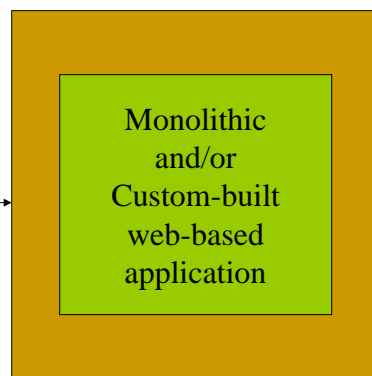 Monolithic
and/or
Custom-built
web-based
application